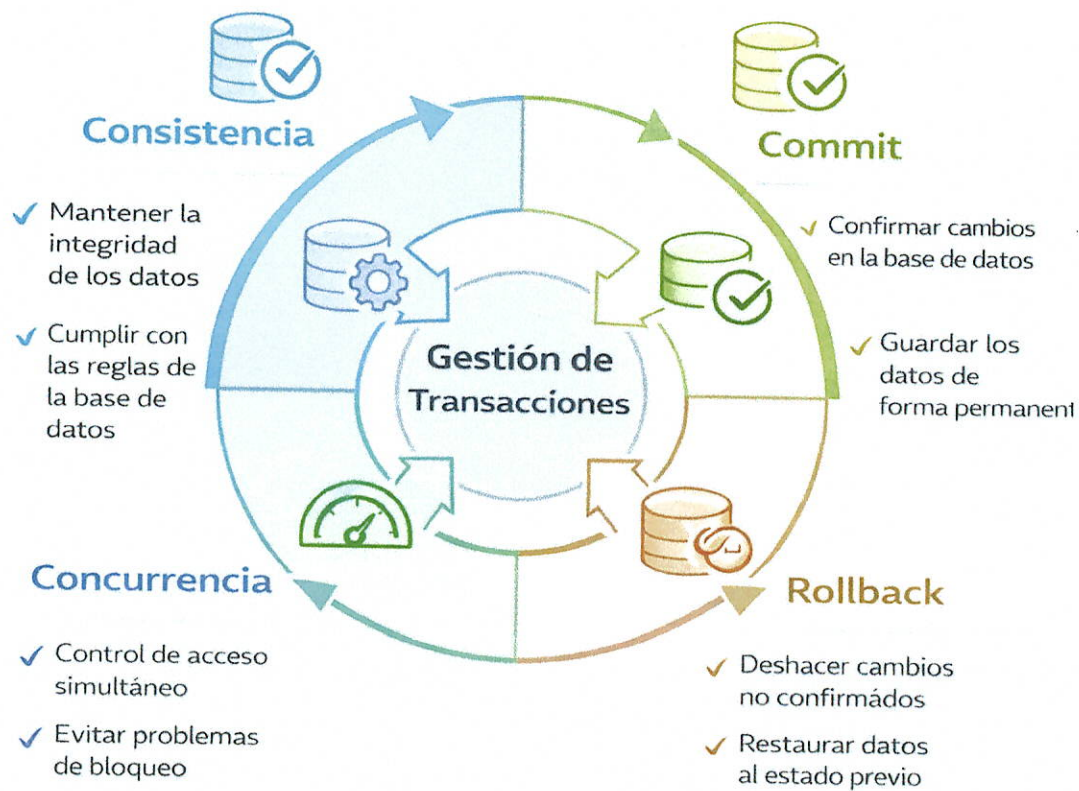 Consistencia
Mantener la
integridad
de los datos
Cumplir con
las reglas de
la base de
datos
Commit
Confirmar cambios
en la base de datos
Guardar los
datos de
forma permanent
Gestión de
Transacciones
Concurrencia
Control de acceso
simultáneo
Evitar problemas
de bloqueo
Rollback
Deshacer cambios
no confirmádos
Restaurar datos
al estado previo